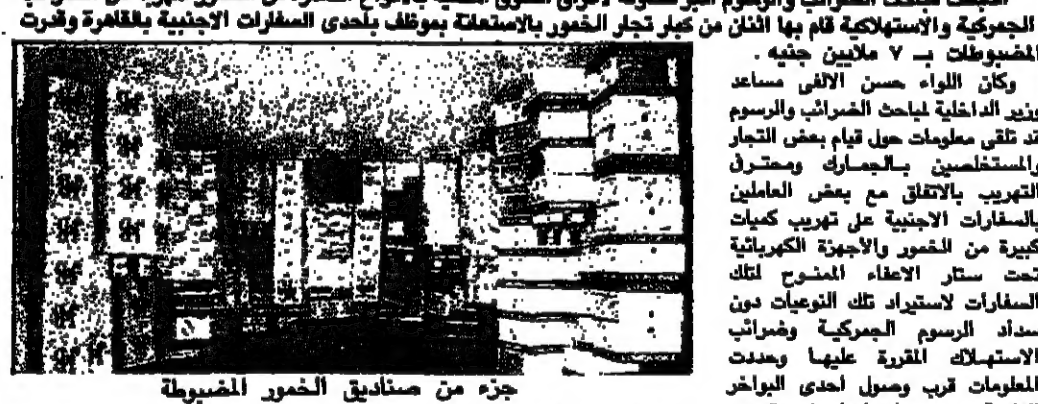 الجمركية والاستهلاكية قام بها اثنان من كبار تجار الخمور بالاستعانة بموظف بأحدى السفارات الاجنبية بالقاهرة وقدرت
المضبوطات بــ ٧ ملايين جنيه .
وكان اللواء حسن الالفى مساعد
وزير الداخلية لمباحث الضرائب والرسوم
قد تلقى معلومات حول قيام بعض التجار
والمستخلصين بالجمارك ومحترفى
التهريب بالاتفاق مع بعض العاملين
بالسفارات الاجنبية على تهريب كميات
كبيرة من الخمور والاجهزة الكهربائية
تحت ستار الاعفاء الممنوح لتلك
السفارات لاستيراد تلك النوعيات دون
سداد الرسوم الجمركية وضرائب
الاستهلاك المقررة عليها وحددت
المعلومات قرب وصول احدى البواخر
جزء من صناديق الخمور المضبوطة